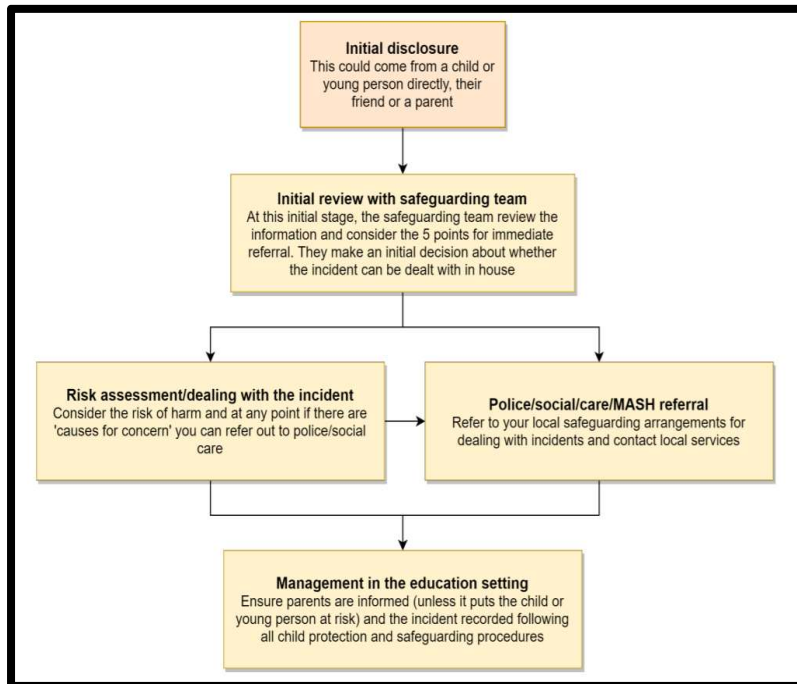 Initial disclosure
This could come from a child or
young person directly, their
friend or a parent
Initial review with safeguarding team
At this initial stage, the safeguarding team review the
information and consider the 5 points for immediate
referral. They make an initial decision about whether
the incident can be dealt with in house
Risk assessment/dealing with the incident
Consider the risk of harm and at any point if there are
'causes for concern' you can refer out to police/social
care
Police/social/care/MASH referral
Refer to your local safeguarding arrangements for
dealing with incidents and contact local services
Management in the education setting
Ensure parents are informed (unless it puts the child or
young person at risk) and the incident recorded following
all child protection and safeguarding procedures